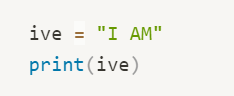 ive = "I AM"
print(ive)